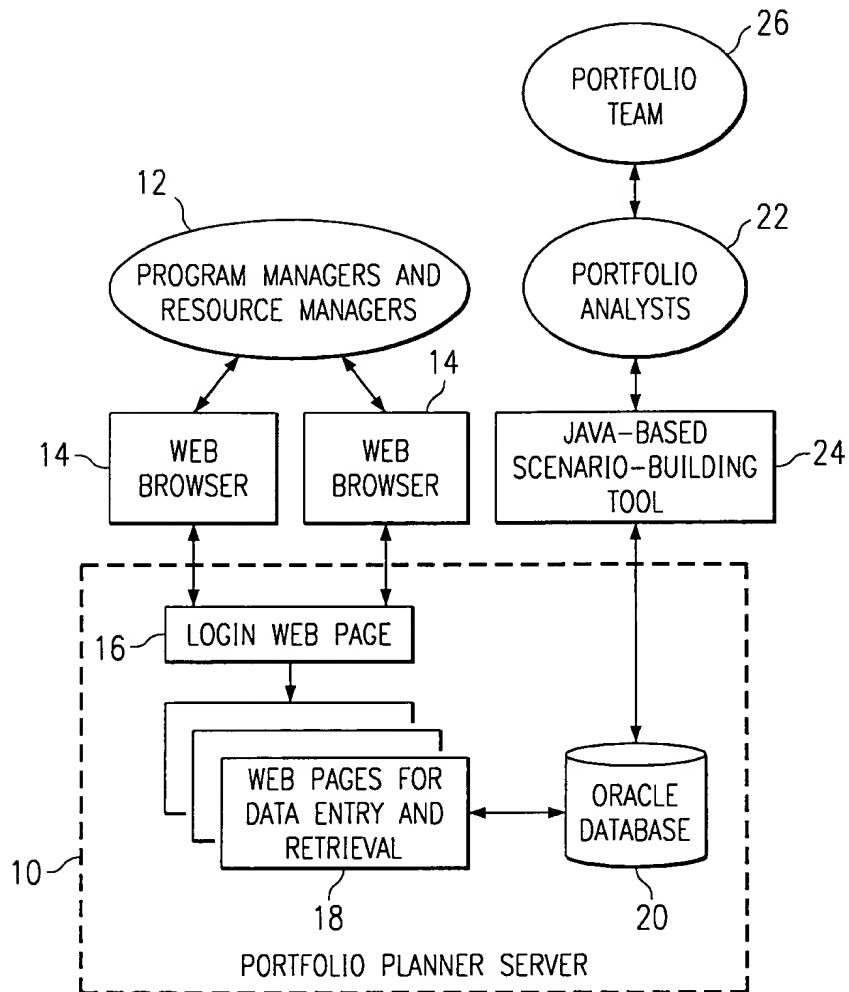 26
PORTFOLIO
TEAM
12
22
PROGRAM MANAGERS AND
RESOURCE MANAGERS
PORTFOLIO
ANALYSTS
14
14
WEB
BROWSER
WEB
BROWSER
JAVA-BASED
SCENARIO-BUILDING
TOOL
24
16
LOGIN WEB PAGE
WEB PAGES FOR
DATA ENTRY AND
RETRIEVAL
ORACLE
DATABASE
10
18
20
PORTFOLIO PLANNER SERVER